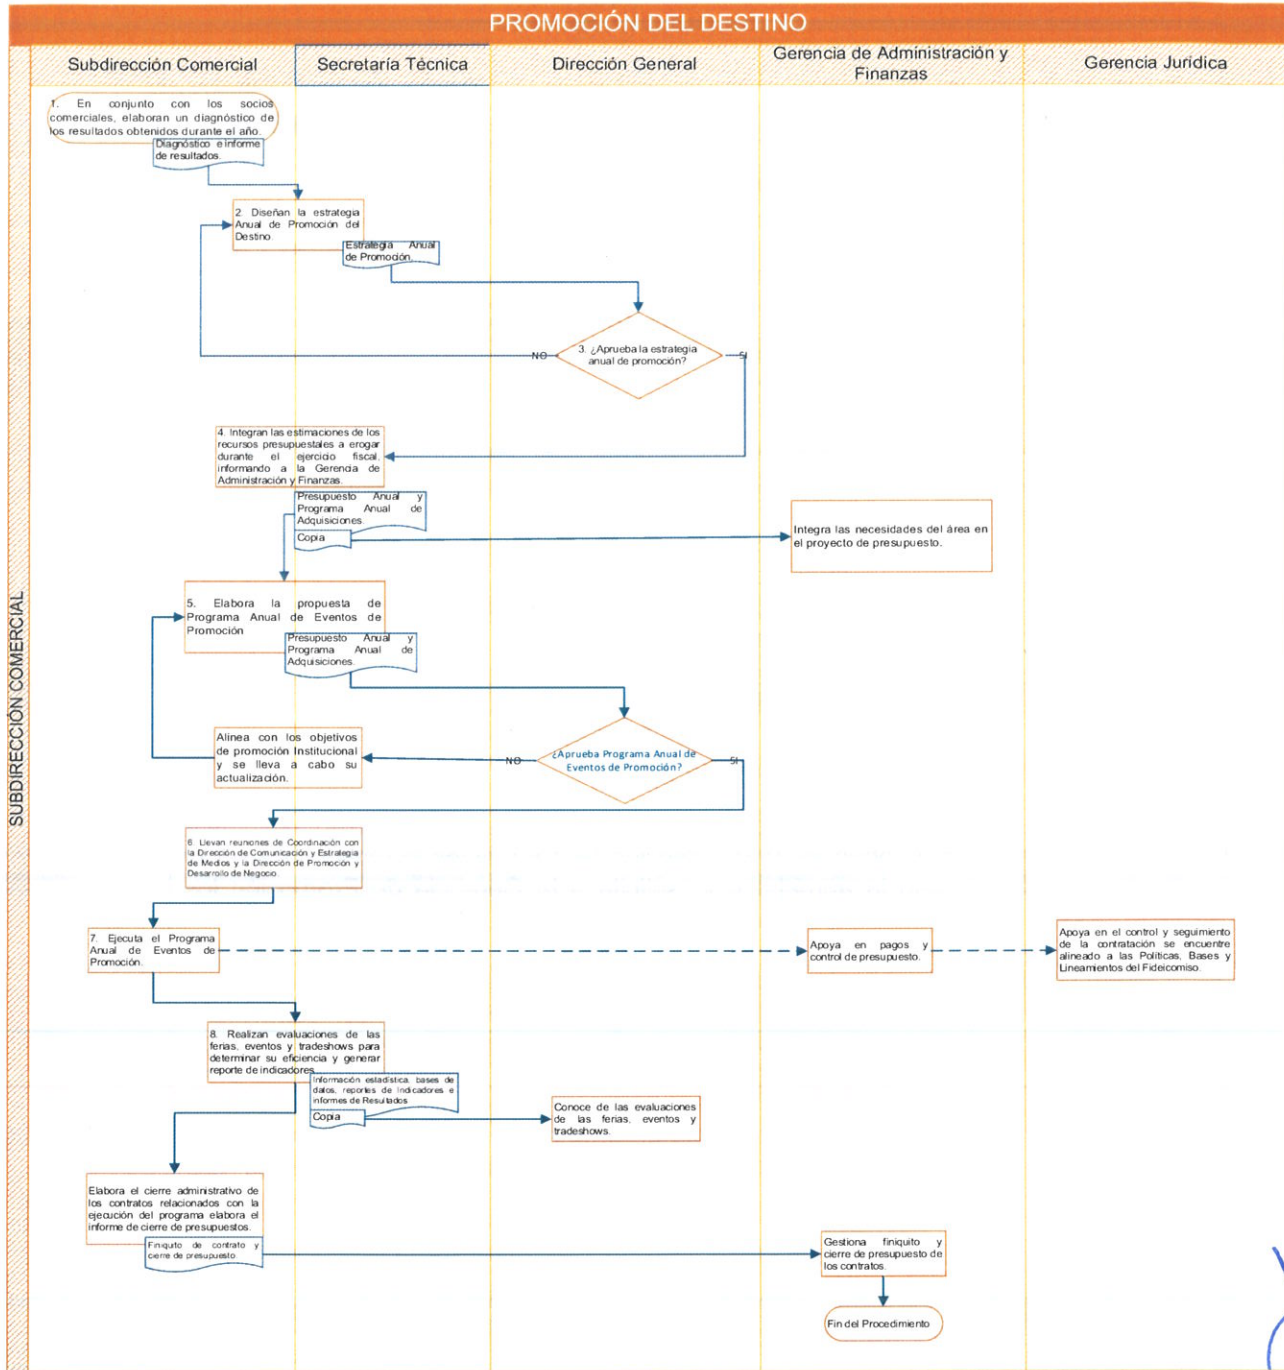 PROMOCIÓN DEL DESTINO
Subdirección Comercial
Secretaría Técnica
Dirección General
Gerencia de Administración y
Finanzas
Gerencia Jurídica
SUBDIRECCIÓN COMERCIAL
1. En conjunto con los socios
comerciales, elaboran un diagnóstico de
los resultados obtenidos durante el año.
Diagnóstico e informe
de resultados.
2. Diseñan la estrategia
Anual de Promoción del
Destino.
Estrategia Anual
de Promoción.
3. ¿Aprueba la estrategia
anual de promoción?
NO
SI
4. Integran las estimaciones de los
recursos presupuestales a erogar
durante el ejercicio fiscal,
informando a la Gerencia de
Administración y Finanzas.
Presupuesto Anual y
Programa Anual de
Adquisiciones.
Copia
Integra las necesidades del área en
el proyecto de presupuesto.
5. Elabora la propuesta de
Programa Anual de Eventos de
Promoción
Presupuesto Anual y
Programa Anual de
Adquisiciones.
Alinea con los objetivos
de promoción Institucional
y se lleva a cabo su
actualización.
NO
¿Aprueba Programa Anual de
Eventos de Promoción?
SI
6. Llevan reuniones de Coordinación con
la Dirección de Comunicación y Estrategia
de Medios y la Dirección de Promoción y
Desarrollo de Negocio.
7. Ejecuta el Programa
Anual de Eventos de
Promoción.
Apoya en pagos y
control de presupuesto.
Apoya en el control y seguimiento
de la contratación se encuentre
alineado a las Políticas, Bases y
Lineamientos del Fideicomiso.
8. Realizan evaluaciones de las
ferias, eventos y tradeshows para
determinar su eficiencia y generar
reporte de indicadores.
Información estadística, bases de
datos, reportes de Indicadores e
informes de Resultados
Copia
Conoce de las evaluaciones
de las ferias, eventos y
tradeshows.
Elabora el cierre administrativo de
los contratos relacionados con la
ejecución del programa elabora el
informe de cierre de presupuestos.
Finiquito de contrato y
cierre de presupuesto
Gestiona finiquito y
cierre de presupuesto de
los contratos.
Fin del Procedimiento